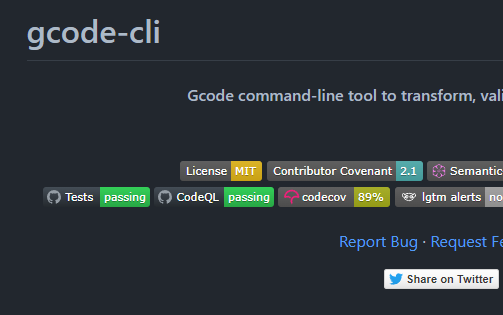 gcode-cli
Gcode command-line tool to transform, vali
License MIT Contributor Covenant 2.1 Semantic
Tests passing CodeQL passing codecov 89% lgtm alerts no
Report Bug · Request Fe
Share on Twitter